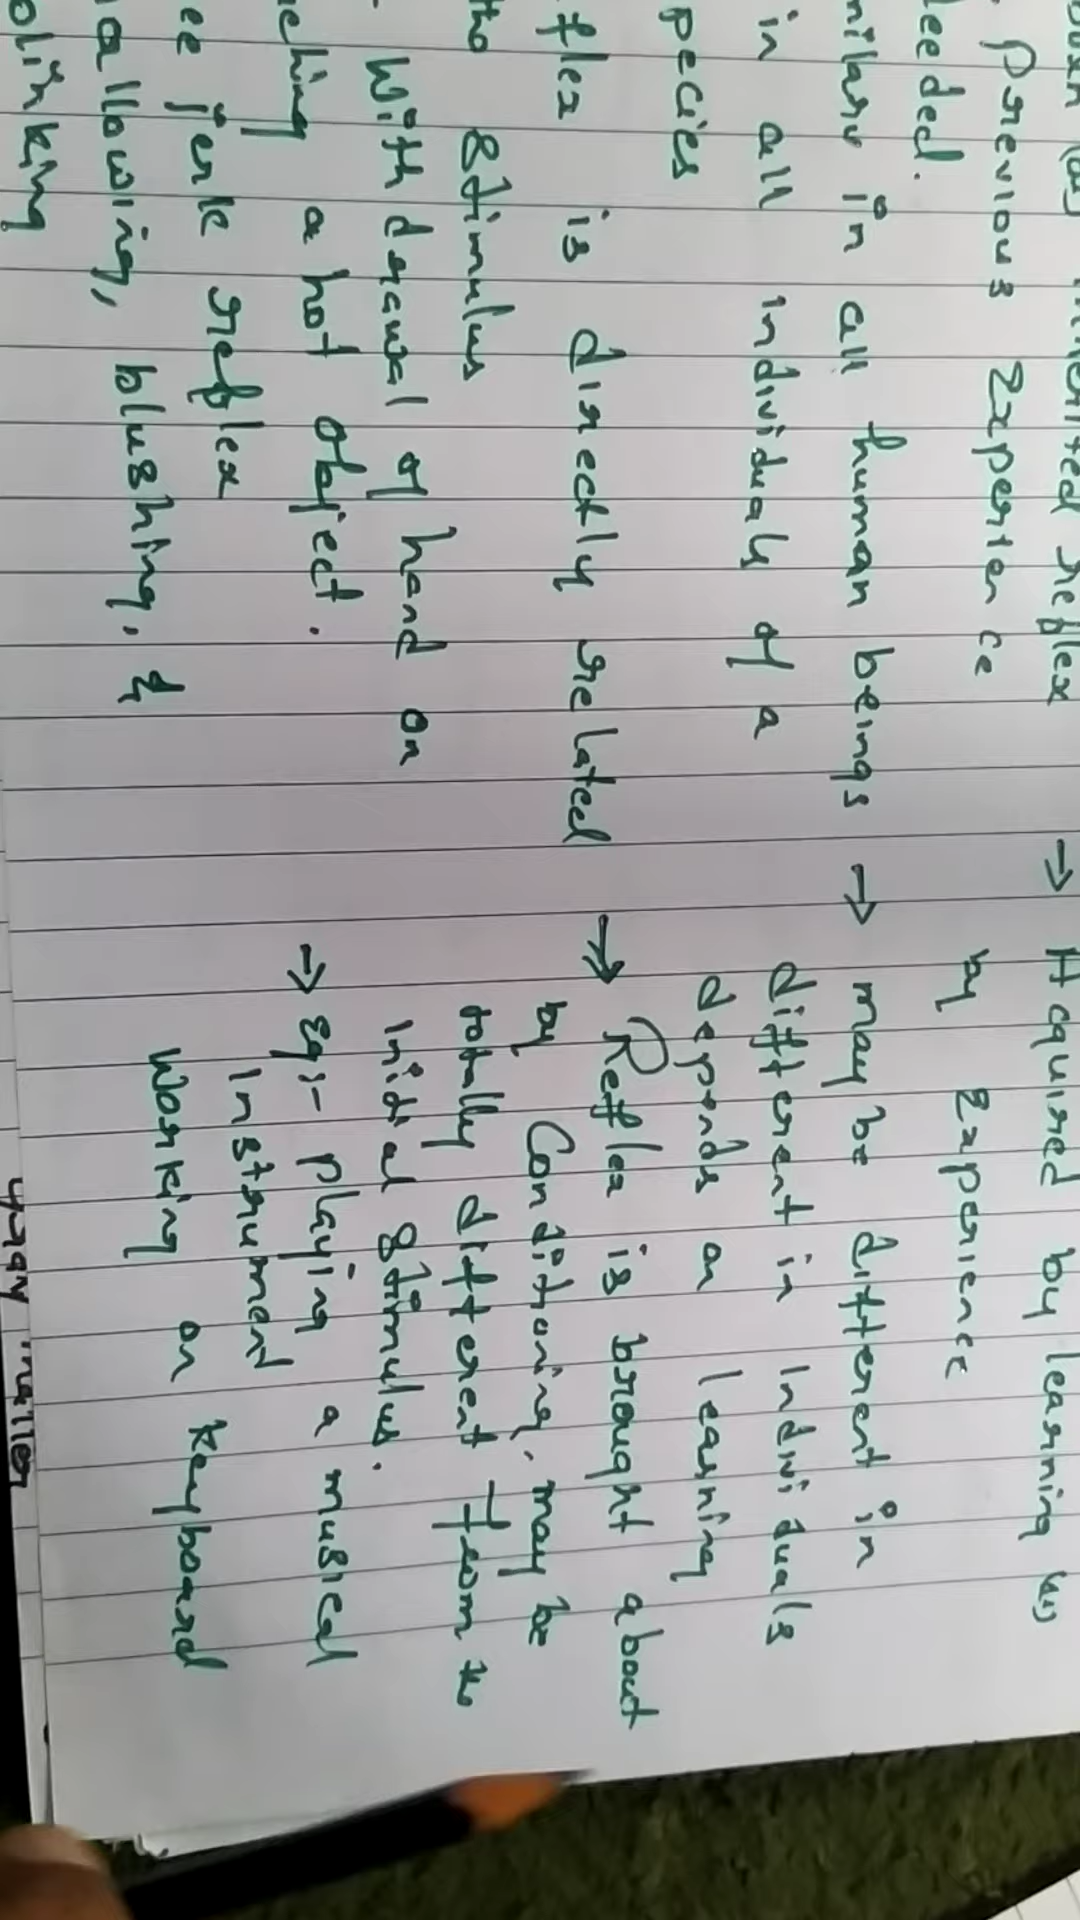 inherited reflex
Previous Experience
needed.
similar in all human beings
in all individuals of a
species
reflex is directly related
the stimulus
withdrawal of hand on
touching a hot object.
knee jerk reflex
swallowing, blushing, &
blinking
→ Acquired by learning (or)
by Experience
→ may be different in
different in Individuals
depends on learning
→ Reflex is brought about
by Conditioning, may be
totally different from the
Initial stimulus.
→ Eg:- playing a musical
Instrument
Working on Keyboard